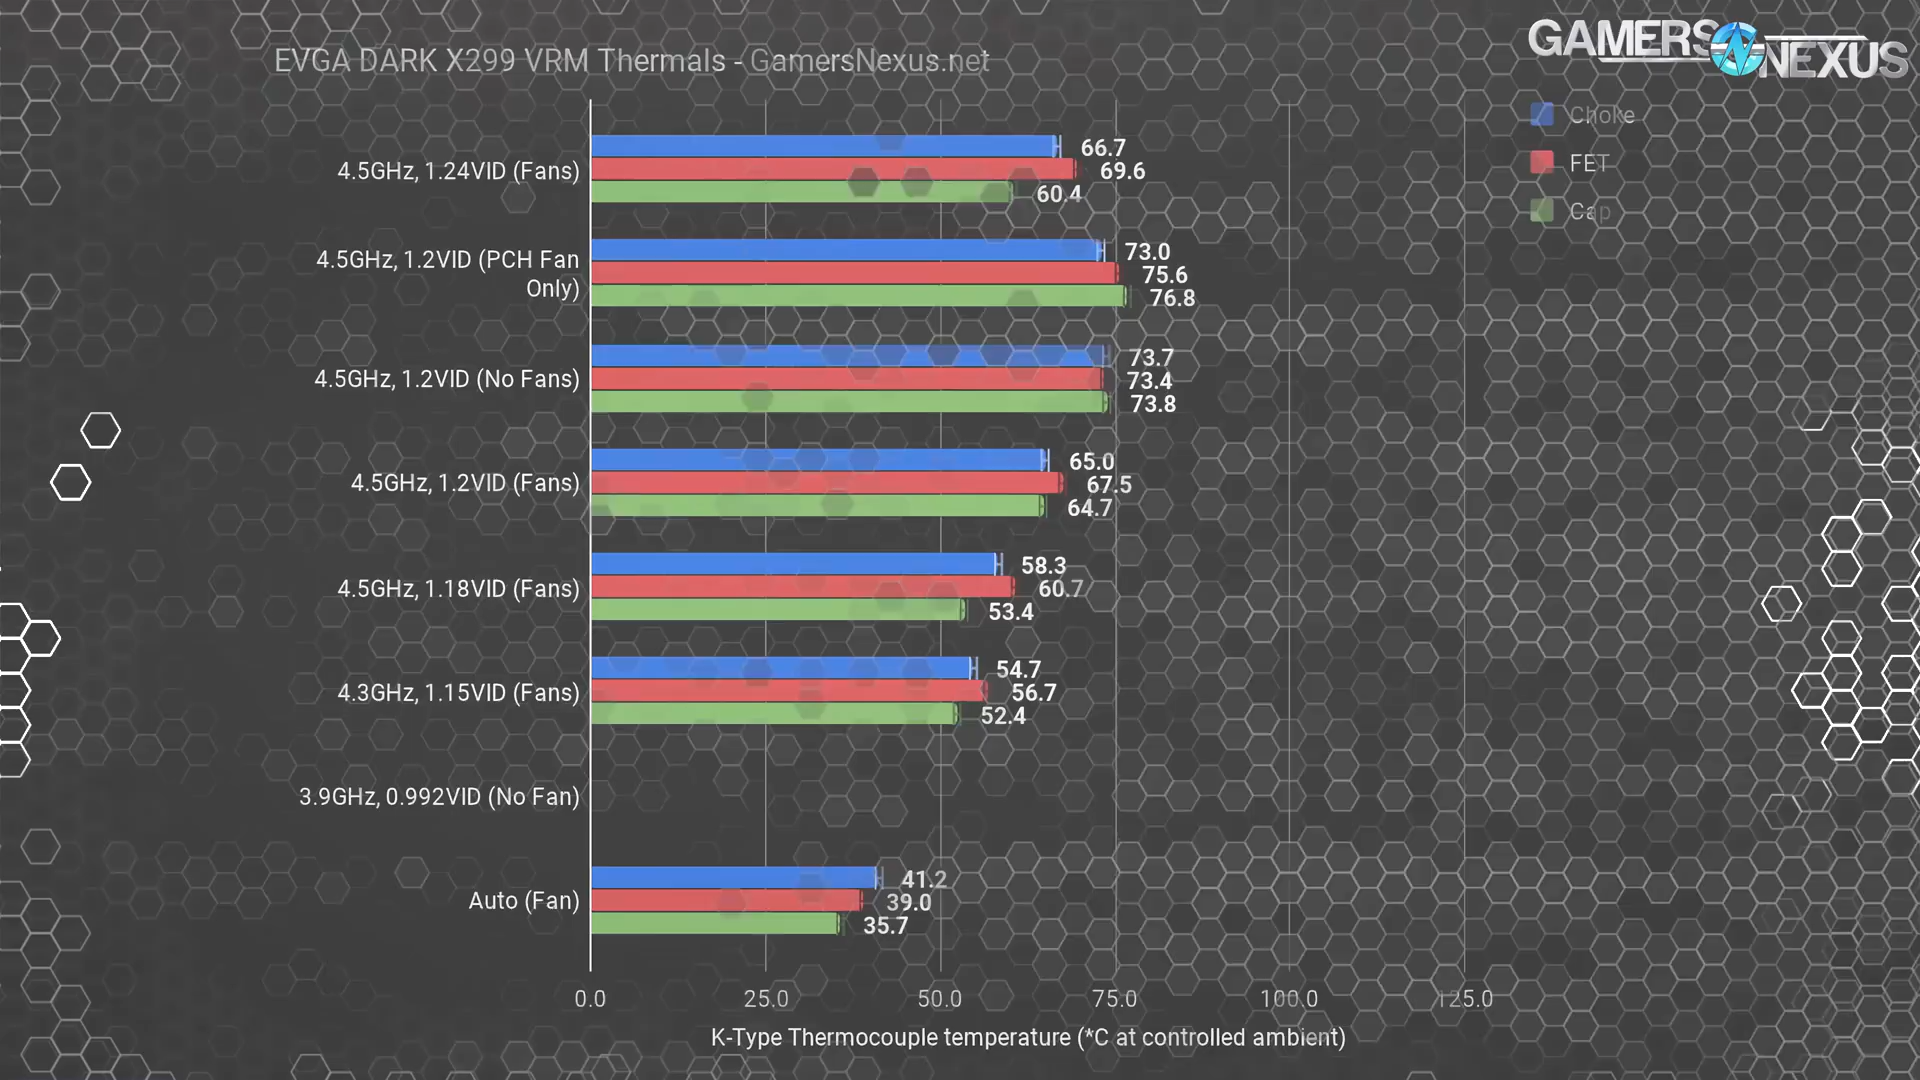 EVGA DARK X299 VRM Thermals - GamersNexus.net
GAMERS NEXUS
Choke
FET
Cap
4.5GHz, 1.24VID (Fans)
66.7
69.6
60.4
4.5GHz, 1.2VID (PCH Fan
Only)
73.0
75.6
76.8
4.5GHz, 1.2VID (No Fans)
73.7
73.4
73.8
4.5GHz, 1.2VID (Fans)
65.0
67.5
64.7
4.5GHz, 1.18VID (Fans)
58.3
60.7
53.4
4.3GHz, 1.15VID (Fans)
54.7
56.7
52.4
3.9GHz, 0.992VID (No Fan)
Auto (Fan)
41.2
39.0
35.7
0.0 25.0 50.0 75.0 100.0 125.0
K-Type Thermocouple temperature (*C at controlled ambient)